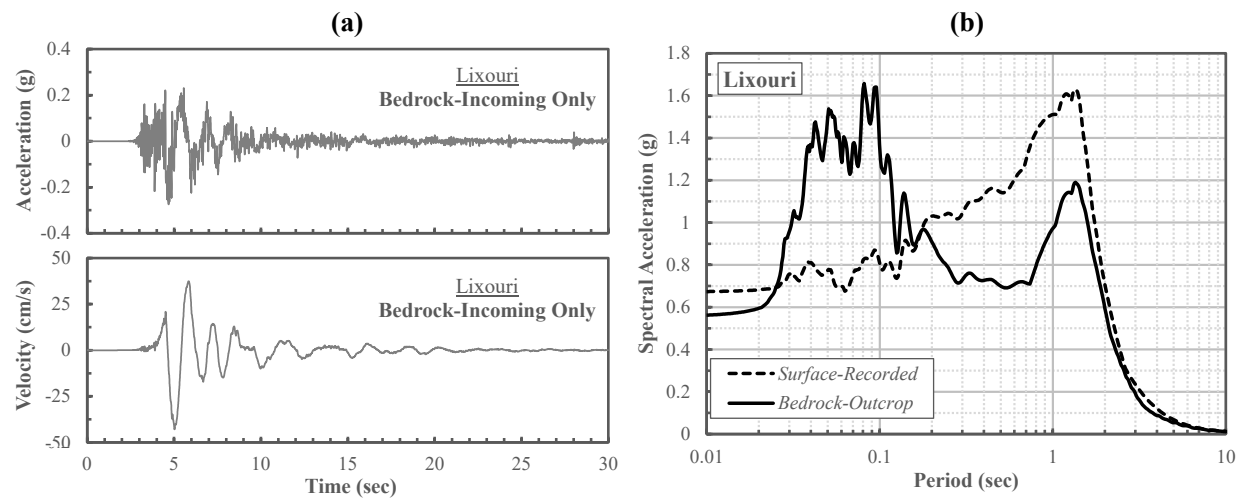 (a)
0.4
0.2
0
-0.2
-0.4
Acceleration (g)
Lixouri
Bedrock-Incoming Only
50
25
0
-25
-50
Velocity (cm/s)
Lixouri
Bedrock-Incoming Only
0 5 10 15 20 25 30
Time (sec)
(b)
1.8
1.6
1.4
1.2
1
0.8
0.6
0.4
0.2
0
Spectral Acceleration (g)
Lixouri
Surface-Recorded
Bedrock-Outcrop
0.01 0.1 1 10
Period (sec)